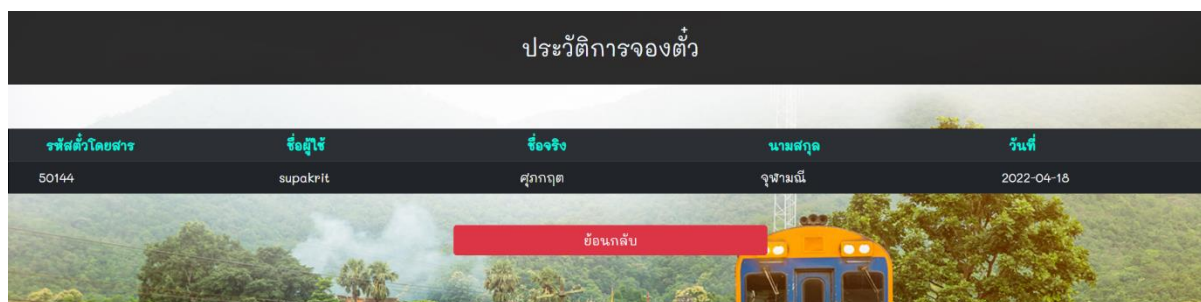 ประวัติการจองตั๋ว
รหัสตั๋วโดยสาร ชื่อผู้ใช้ ชื่อจริง นามสกุล วันที่
50144 supakrit ศุภกฤต จุฬามณี 2022-04-18
ย้อนกลับ